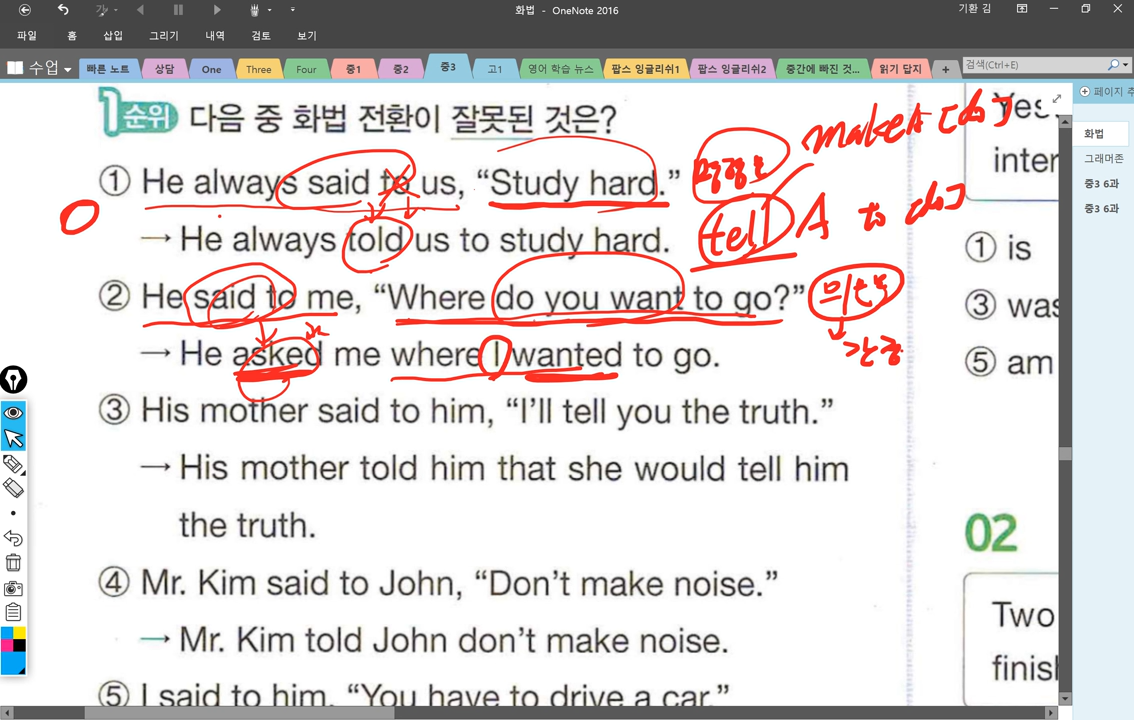 화법 - OneNote 2016
기환 김
파일 홈 삽입 그리기 내역 검토 보기
수업 빠른 노트 상담 One Three Four 중1 중2 중3 고1 영어 학습 뉴스 팝스 잉글리쉬1 팝스 잉글리쉬2 중간에 빠진 것... 읽기 답지 + 검색(Ctrl+E)
페이지 추
화법
그래머존
중3 6과
중3 6과
1순위 다음 중 화법 전환이 잘못된 것은?
make A [do]
① He always said to us, “Study hard.” 명령문
→ He always told us to study hard. tell A to [do]
② He said to me, “Where do you want to go?” 의문
→ He asked me where I wanted to go.
③ His mother said to him, “I’ll tell you the truth.”
→ His mother told him that she would tell him
the truth.
④ Mr. Kim said to John, “Don’t make noise.”
→ Mr. Kim told John don’t make noise.
⑤ I said to him, “You have to drive a car.”
Yes
inter
① is
③ was
⑤ am
02
Two
finish